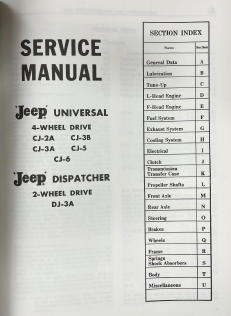 SERVICE
MANUAL
"Jeep" UNIVERSAL
4-WHEEL DRIVE
CJ-2A CJ-3B
CJ-3A CJ-5
CJ-6
"Jeep" DISPATCHER
2-WHEEL DRIVE
DJ-3A
SECTION INDEX
Name Section
General Data A
Lubrication B
Tune-Up C
L-Head Engine D
F-Head Engine E
Fuel System F
Exhaust System G
Cooling System H
Electrical I
Clutch J
Transmission
Transfer Case K
Propeller Shafts L
Front Axle M
Rear Axle N
Steering O
Brakes P
Wheels Q
Frame R
Springs
Shock Absorbers S
Body T
Miscellaneous U